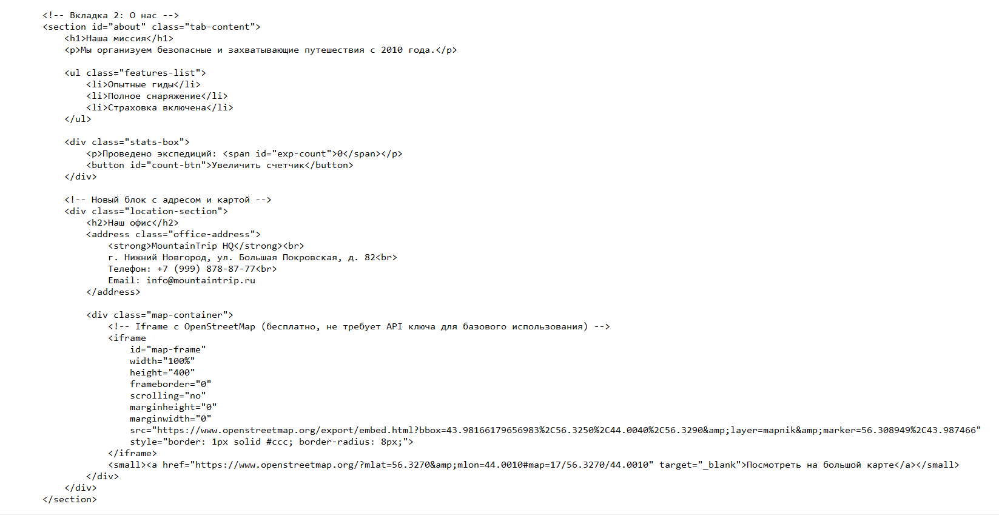 <!-- Вкладка 2: О нас -->
<section id="about" class="tab-content">
    <h1>Наша миссия</h1>
    <p>Мы организуем безопасные и захватывающие путешествия с 2010 года.</p>

    <ul class="features-list">
        <li>Опытные гиды</li>
        <li>Полное снаряжение</li>
        <li>Страховка включена</li>
    </ul>

    <div class="stats-box">
        <p>Проведено экспедиций: <span id="exp-count">0</span></p>
        <button id="count-btn">Увеличить счетчик</button>
    </div>

    <!-- Новый блок с адресом и картой -->
    <div class="location-section">
        <h2>Наш офис</h2>
        <address class="office-address">
            <strong>MountainTrip HQ</strong><br>
            г. Нижний Новгород, ул. Большая Покровская, д. 82<br>
            Телефон: +7 (999) 878-87-77<br>
            Email: info@mountaintrip.ru
        </address>

        <div class="map-container">
            <!-- Iframe с OpenStreetMap (бесплатно, не требует API ключа для базового использования) -->
            <iframe
                id="map-frame"
                width="100%"
                height="400"
                frameborder="0"
                scrolling="no"
                marginheight="0"
                marginwidth="0"
                src="https://www.openstreetmap.org/export/embed.html?bbox=43.98166179656983%2C56.3250%2C44.0040%2C56.3290&amp;layer=mapnik&amp;marker=56.308949%2C43.987466"
                style="border: 1px solid #ccc; border-radius: 8px;">
            </iframe>
            <small><a href="https://www.openstreetmap.org/?mlat=56.3270&amp;mlon=44.0010#map=17/56.3270/44.0010" target="_blank">Посмотреть на большой карте</a></small>
        </div>
    </div>
</section>